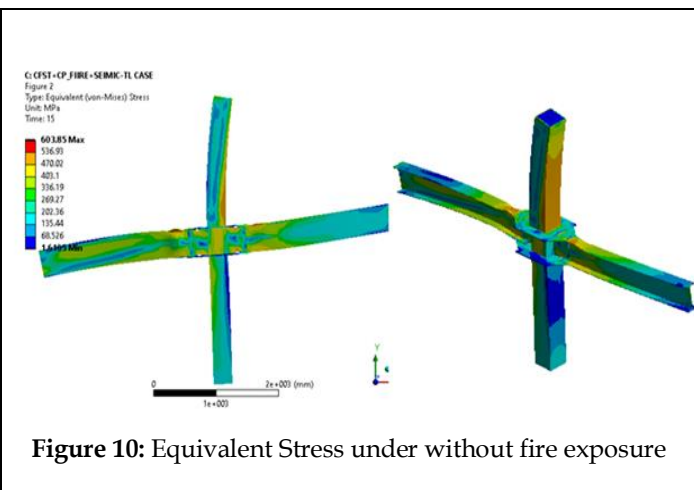 C: CFST+CP_FIIRE+SEIMIC-TL CASE
Figure 2
Type: Equivalent (von-Mises) Stress
Unit: MPa
Time: 15
603.85 Max
536.93
470.02
403.1
336.19
269.27
202.36
135.44
68.526
Min
Y
0
2e+003 (mm)
1e+003
Figure 10: Equivalent Stress under without fire exposure